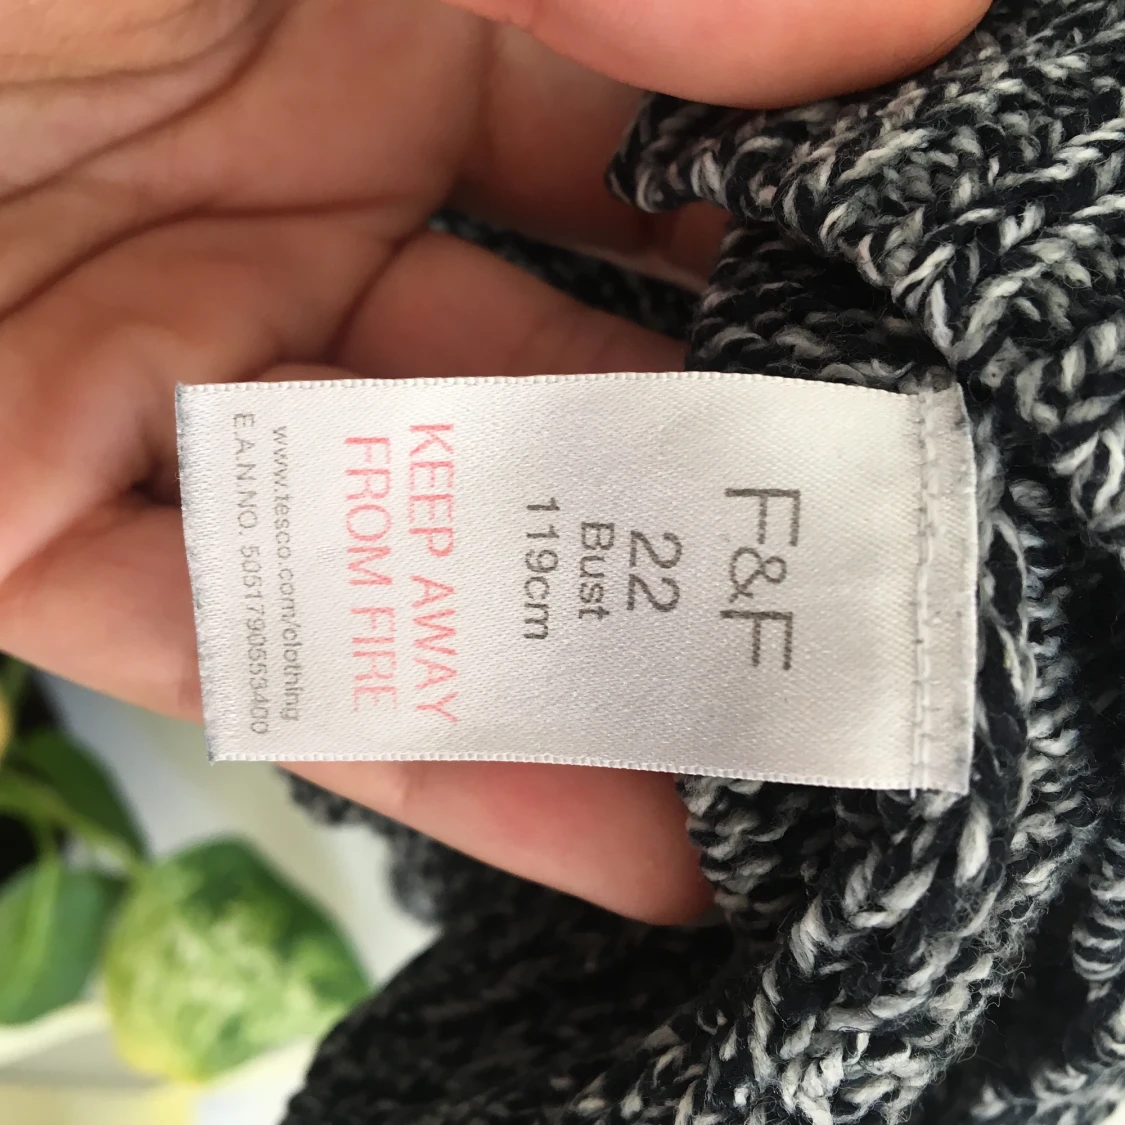 F&F
22
Bust
119cm
KEEP AWAY
FROM FIRE
www.tesco.com/clothing
E.A.N NO. 5051790553400